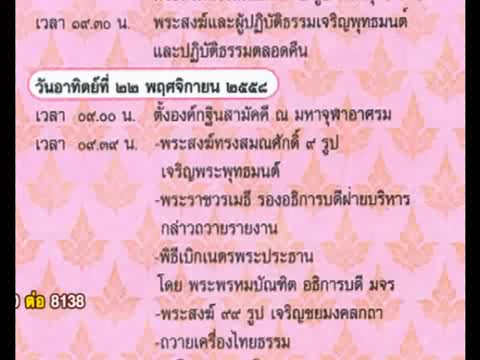 เวลา ๑๙.๓๐ น. พระสงฆ์และผู้ปฏิบัติธรรมเจริญพุทธมนต์
และปฏิบัติธรรมตลอดคืน
วันอาทิตย์ที่ ๒๒ พฤศจิกายน ๒๕๕๘
เวลา ๐๙.๐๐ น. ตั้งองค์กฐินสามัคคี ณ มหาจุฬาอาศรม
เวลา ๐๙.๓๙ น. -พระสงฆ์ทรงสมณศักดิ์ ๙ รูป
เจริญพระพุทธมนต์
-พระราชวรเมธี รองอธิการบดีฝ่ายบริหาร
กล่าวถวายรายงาน
-พิธีเบิกเนตรพระประธาน
โดย พระพรหมบัณฑิต อธิการบดี มจร
ต่อ 8138
-พระสงฆ์ ๙๙ รูป เจริญชยมงคลกถา
-ถวายเครื่องไทยธรรม